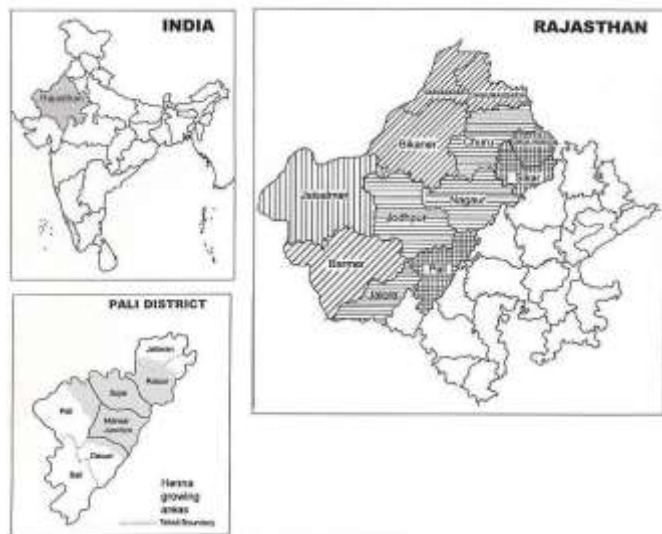 INDIA
Rajasthan
RAJASTHAN
Bikaner
Churu
Sikar
Jaisalmer
Jodhpur
Nagaur
Barmer
Pali
Jalore
PALI DISTRICT
Jaitaran
Raipur
Sojat
Pali
Marwar
Junction
Desuri
Bali
Henna
growing
areas
Tehsil Boundary